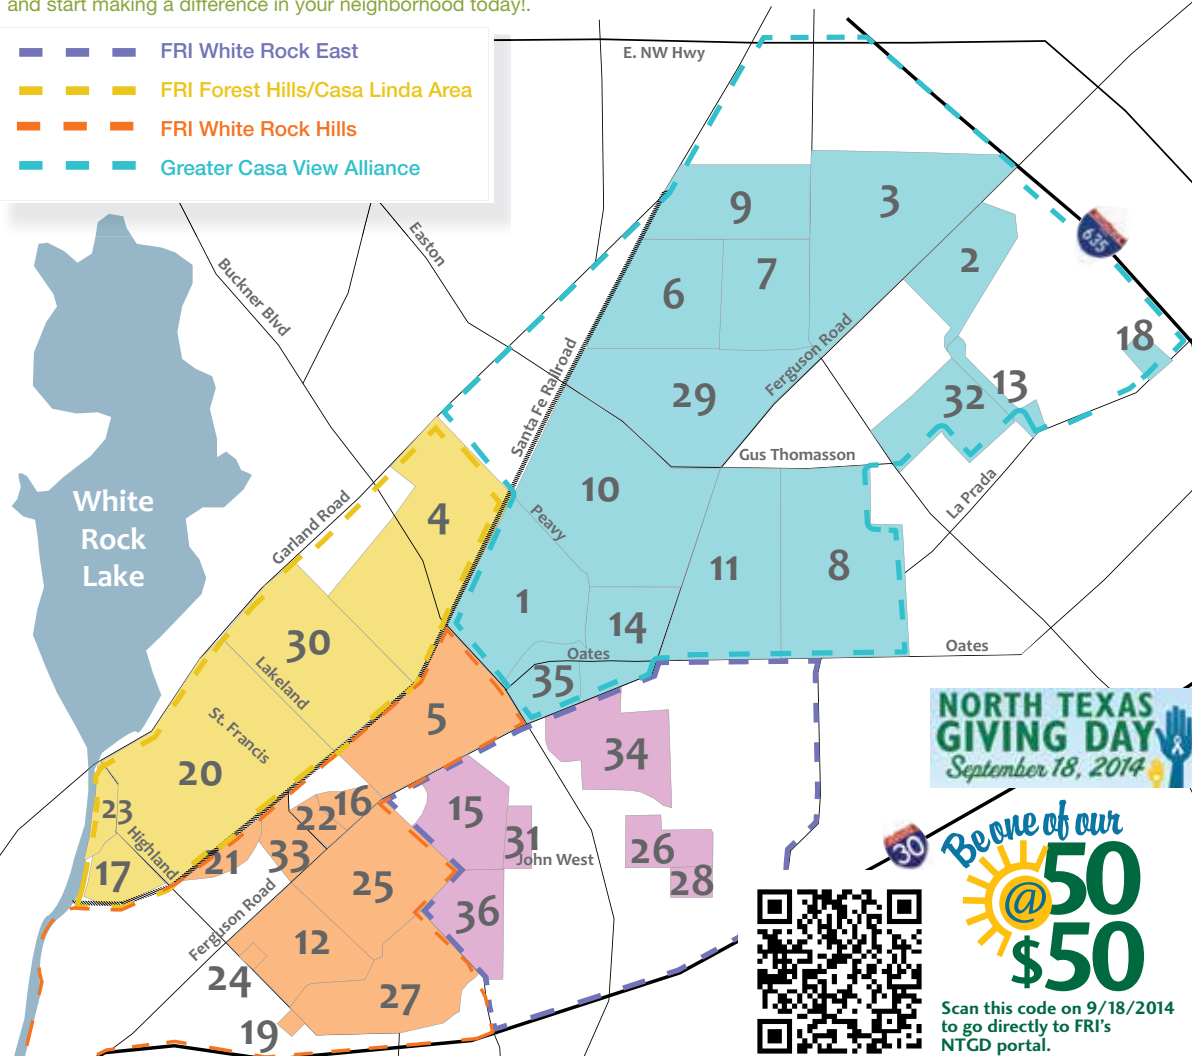 and start making a difference in your neighborhood today!.
FRI White Rock East
FRI Forest Hills/Casa Linda Area
FRI White Rock Hills
Greater Casa View Alliance
E. NW Hwy
9
3
Easton
635
2
Buckner Blvd
6
7
18
Ferguson Road
Santa Fe Railroad
29
32
13
Gus Thomasson
La Prada
White
Rock
Lake
10
4
Garland Road
Peavy
11
8
1
14
30
Oates
Oates
Lakeland
35
5
St. Francis
NORTH TEXAS
GIVING DAY
September 18, 2014
34
20
23
22
16
15
31
John West
26
28
Highland
21
33
17
25
36
30
Be one of our
@50
$50
Ferguson Road
12
24
27
19
Scan this code on 9/18/2014
to go directly to FRI's
NTGD portal.